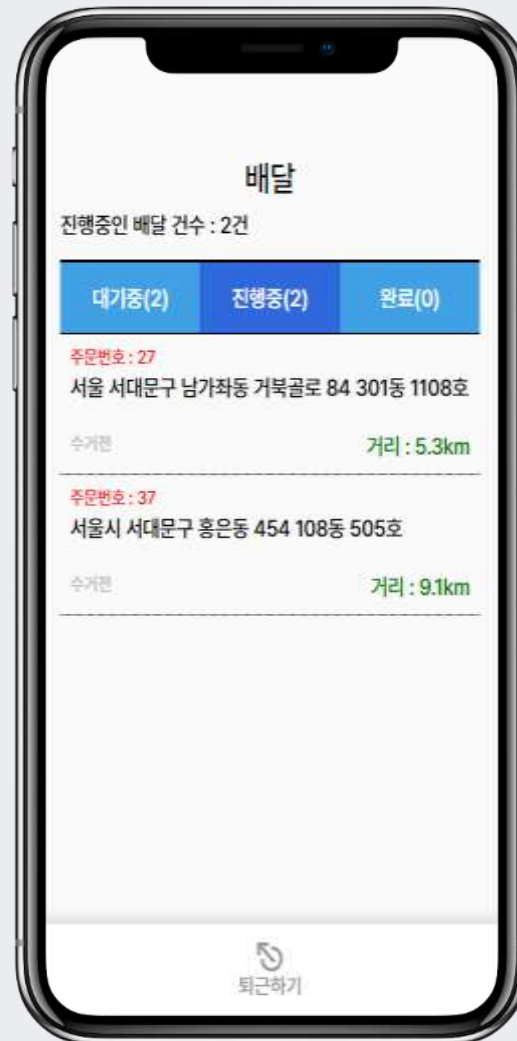 배달
진행중인 배달 건수 : 2건
대기중(2) 진행중(2) 완료(0)
주문번호 : 27
서울 서대문구 남가좌동 거북골로 84 301동 1108호
수거전 거리 : 5.3km
주문번호 : 37
서울시 서대문구 홍은동 454 108동 505호
수거전 거리 : 9.1km
퇴근하기